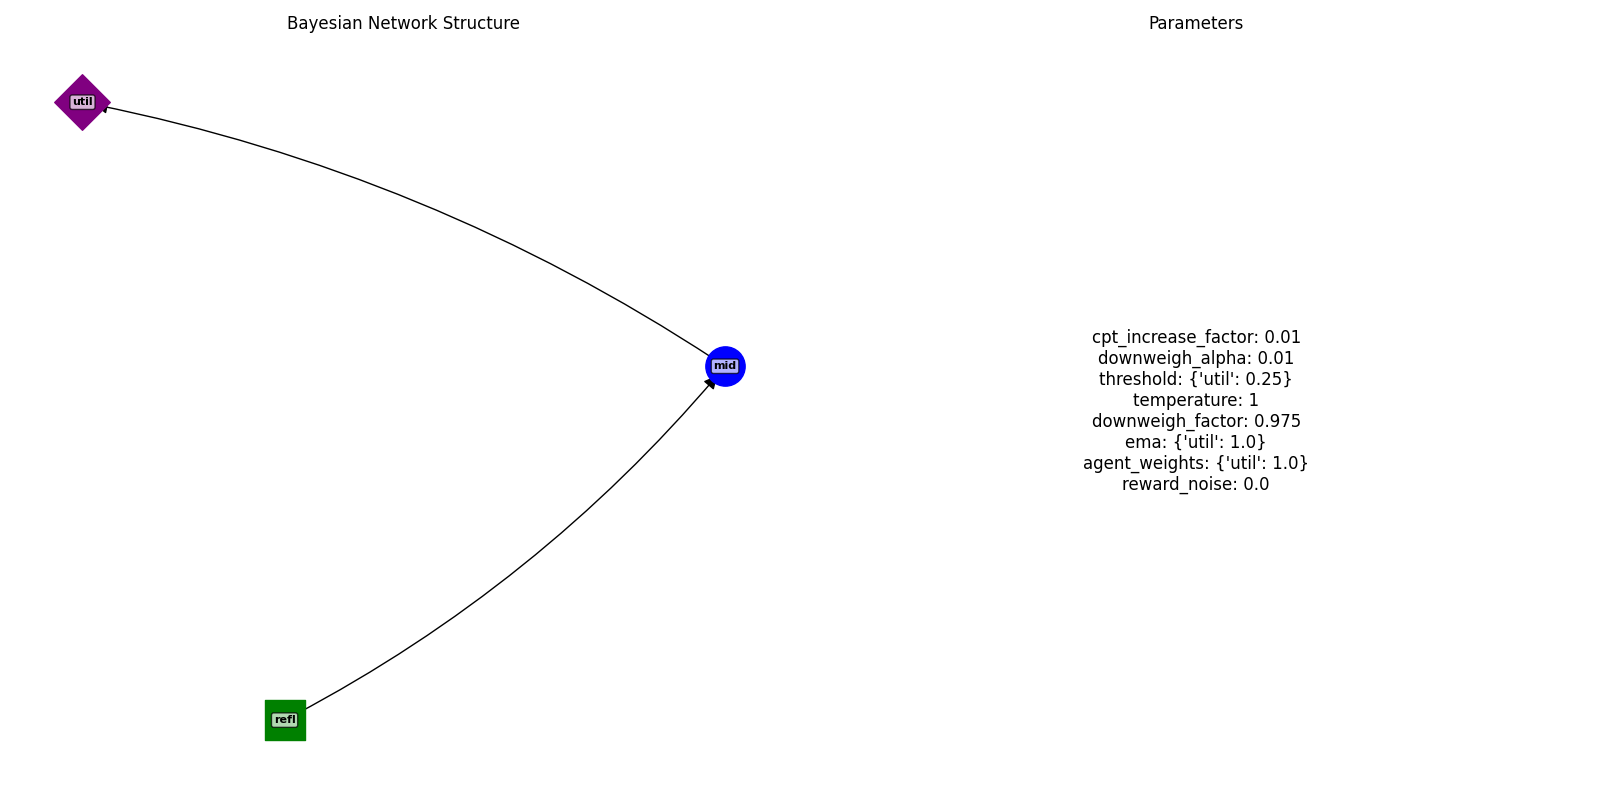 Bayesian Network Structure
util
mid
refl
Parameters
cpt_increase_factor: 0.01
downweigh_alpha: 0.01
threshold: {'util': 0.25}
temperature: 1
downweigh_factor: 0.975
ema: {'util': 1.0}
agent_weights: {'util': 1.0}
reward_noise: 0.0